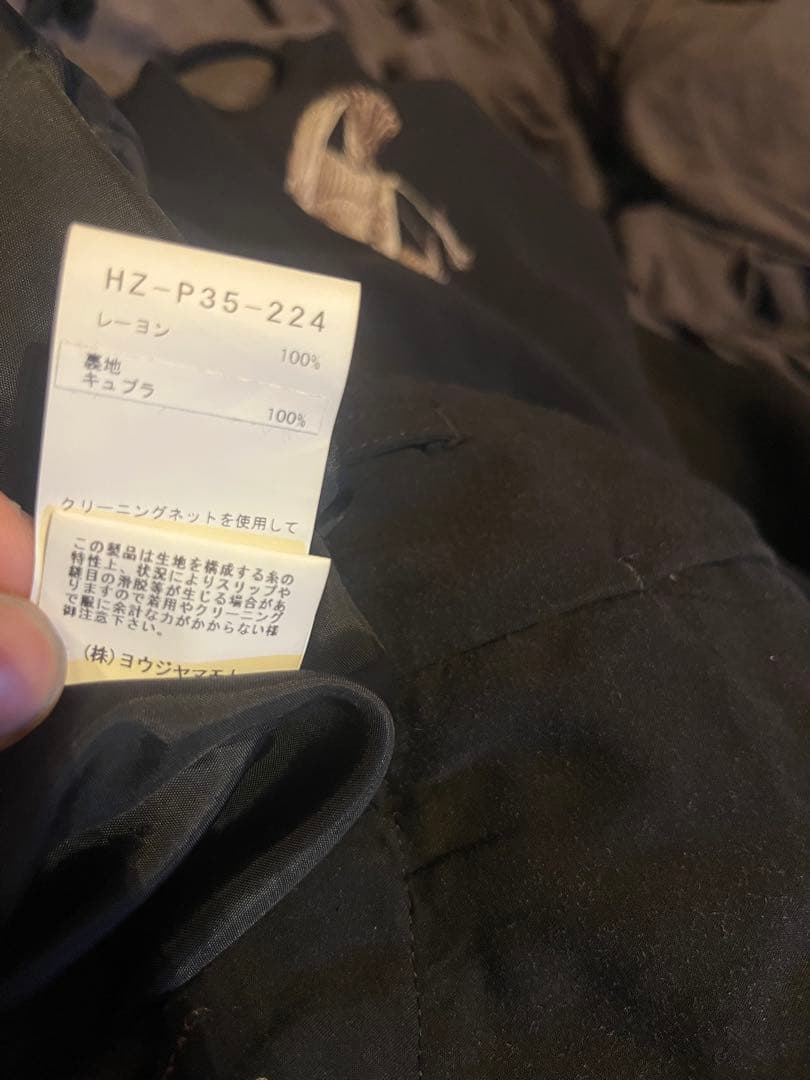 HZ-P35-224
レーヨン
100%
裏地
キュプラ
100%
クリーニングネットを使用して
この製品は生地を構成する糸の
特性上、状況によりスリップや
縫目の滑脱等が生じる場合があ
りますので着用やクリーニング
で服に余計な力がかからない様
御注意下さい。
(株)ヨウジヤマモト